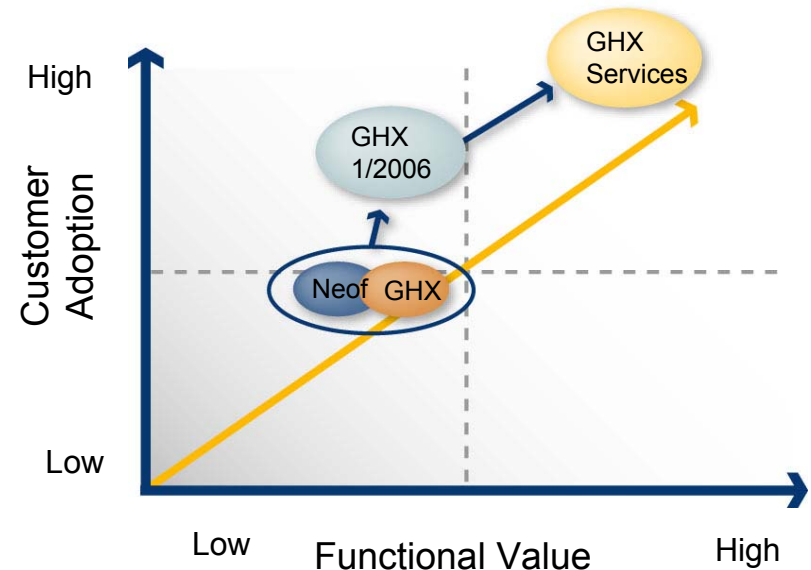 GHX
Services
High
GHX
1/2006
Customer
Adoption
Neof
GHX
Low
Low
Functional Value
High